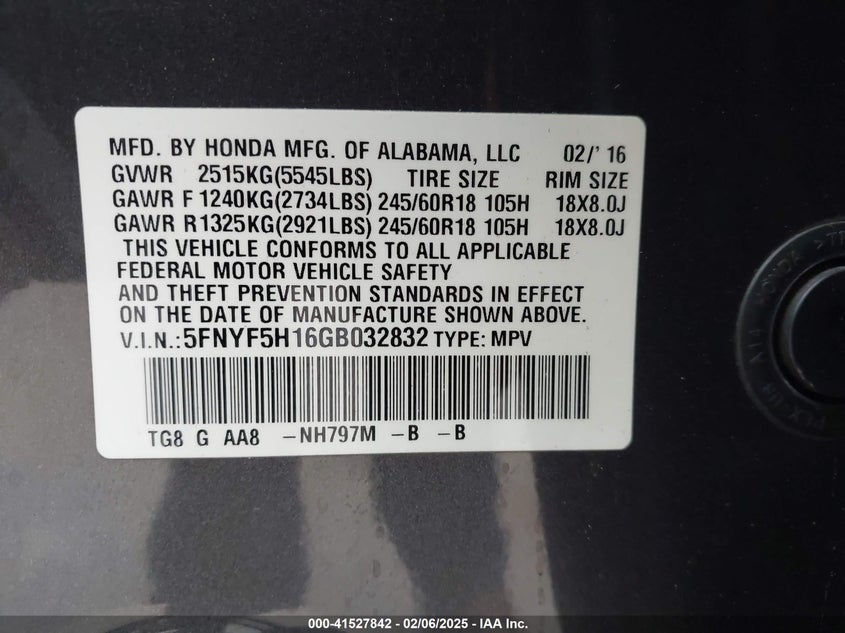 MFD. BY HONDA MFG. OF ALABAMA, LLC 02/' 16
GVWR 2515KG(5545LBS) TIRE SIZE RIM SIZE
GAWR F 1240KG(2734LBS) 245/60R18 105H 18X8.0J
GAWR R1325KG(2921LBS) 245/60R18 105H 18X8.0J
THIS VEHICLE CONFORMS TO ALL APPLICABLE
FEDERAL MOTOR VEHICLE SAFETY
AND THEFT PREVENTION STANDARDS IN EFFECT
ON THE DATE OF MANUFACTURE SHOWN ABOVE.
V.I.N.:5FNYF5H16GB032832 TYPE: MPV
TG8 G AA8 -NH797M -B -B
HONDA
000-41527842 / 02/06/2025 - IAA Inc.